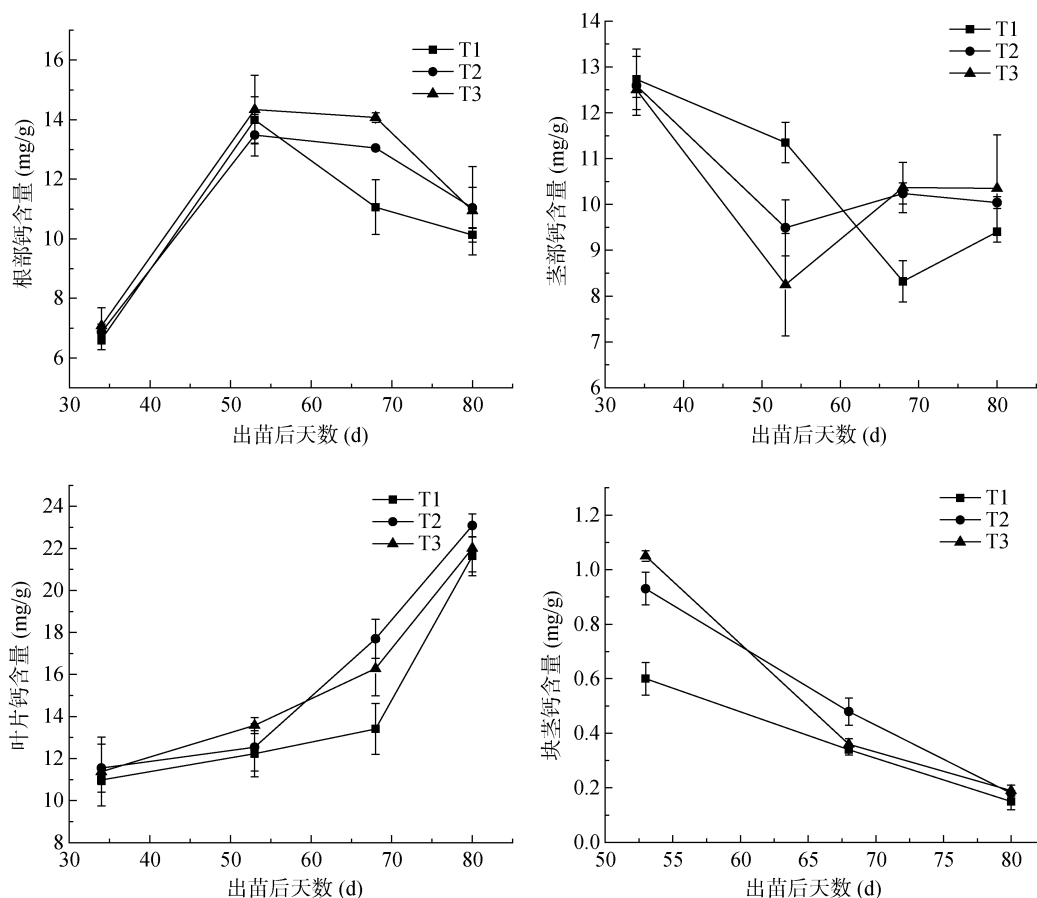 根部钙含量 (mg/g)
16
14
12
10
8
6
30 40 50 60 70 80
出苗后天数 (d)
T1
T2
T3
茎部钙含量 (mg/g)
14
13
12
11
10
9
8
7
6
30 40 50 60 70 80
出苗后天数 (d)
T1
T2
T3
叶片钙含量 (mg/g)
24
22
20
18
16
14
12
10
8
30 40 50 60 70 80
出苗后天数 (d)
T1
T2
T3
块茎钙含量 (mg/g)
1.2
1.0
0.8
0.6
0.4
0.2
0.0
50 55 60 65 70 75 80
出苗后天数 (d)
T1
T2
T3